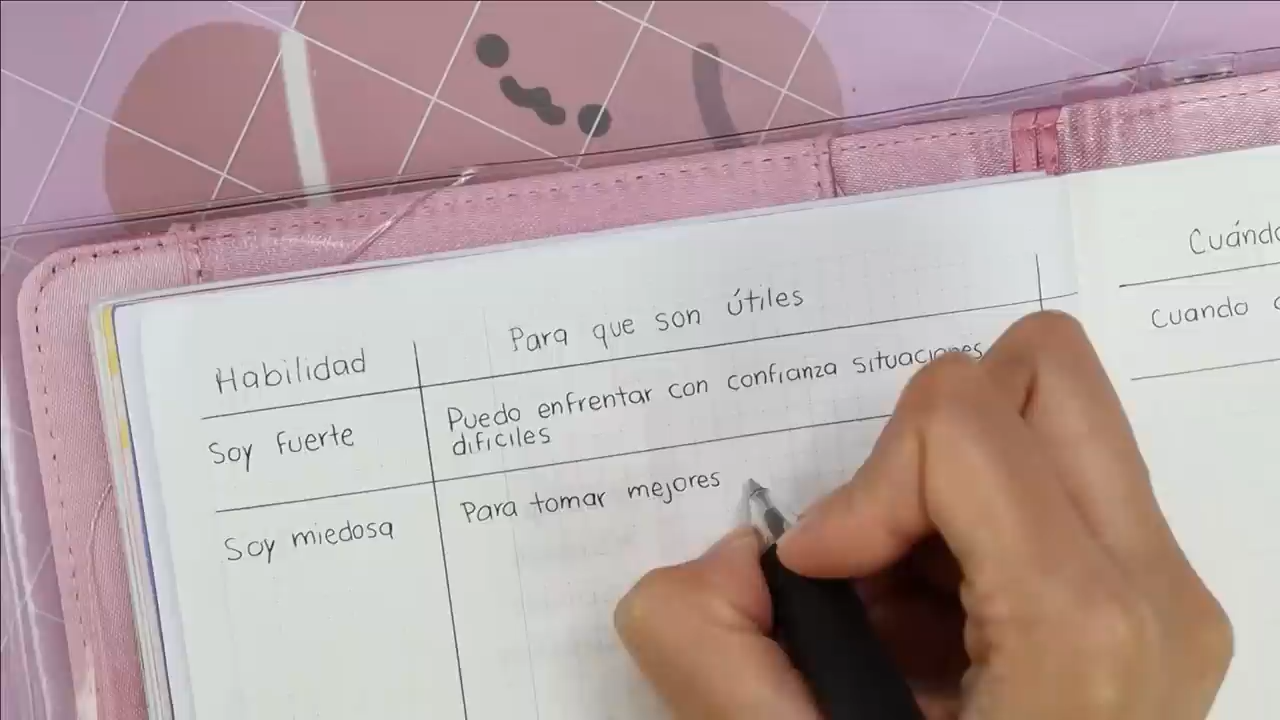 Habilidad
Para que son útiles
Soy fuerte
Puedo enfrentar con confianza situaciones
dificiles
Soy miedosa
Para tomar mejores
Cuando